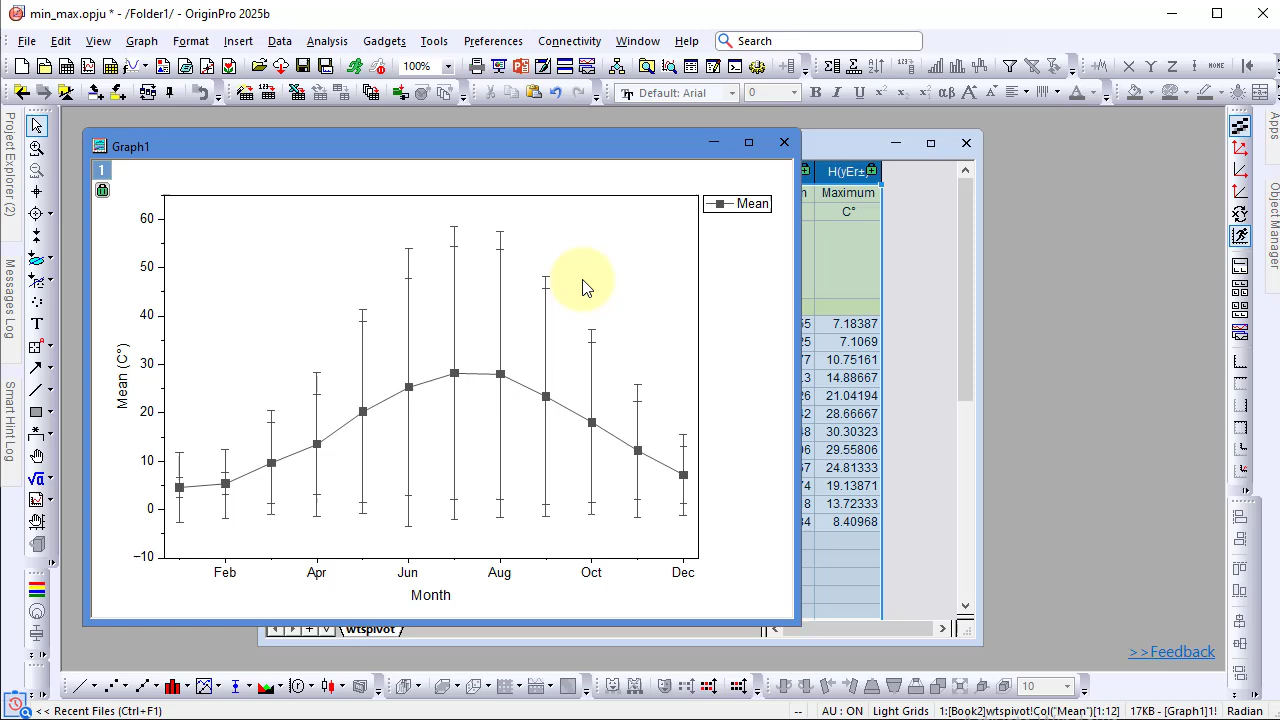 min_max.opju * - /Folder1/ - OriginPro 2025b
File Edit View Graph Format Insert Data Analysis Gadgets Tools Preferences Connectivity Window Help Search
100%
Default: Arial 0 B I U αβ A A A
Project Explorer (2)
Messages Log
Smart Hint Log
Apps
Object Manager
Graph1
1
Mean
60
50
40
30
20
10
0
−10
Mean (C°)
Feb Apr Jun Aug Oct Dec
Month
H(yEr±)
Maximum
C°
7.18387
7.1069
10.75161
14.88667
21.04194
28.66667
30.30323
29.55806
24.81333
19.13871
13.72333
8.40968
wtspivot
>>Feedback
10
<< Recent Files (Ctrl+F1) -- AU : ON Light Grids 1:[Book2]wtspivot!Col("Mean")[1:12] 17KB - [Graph1]1! Radian